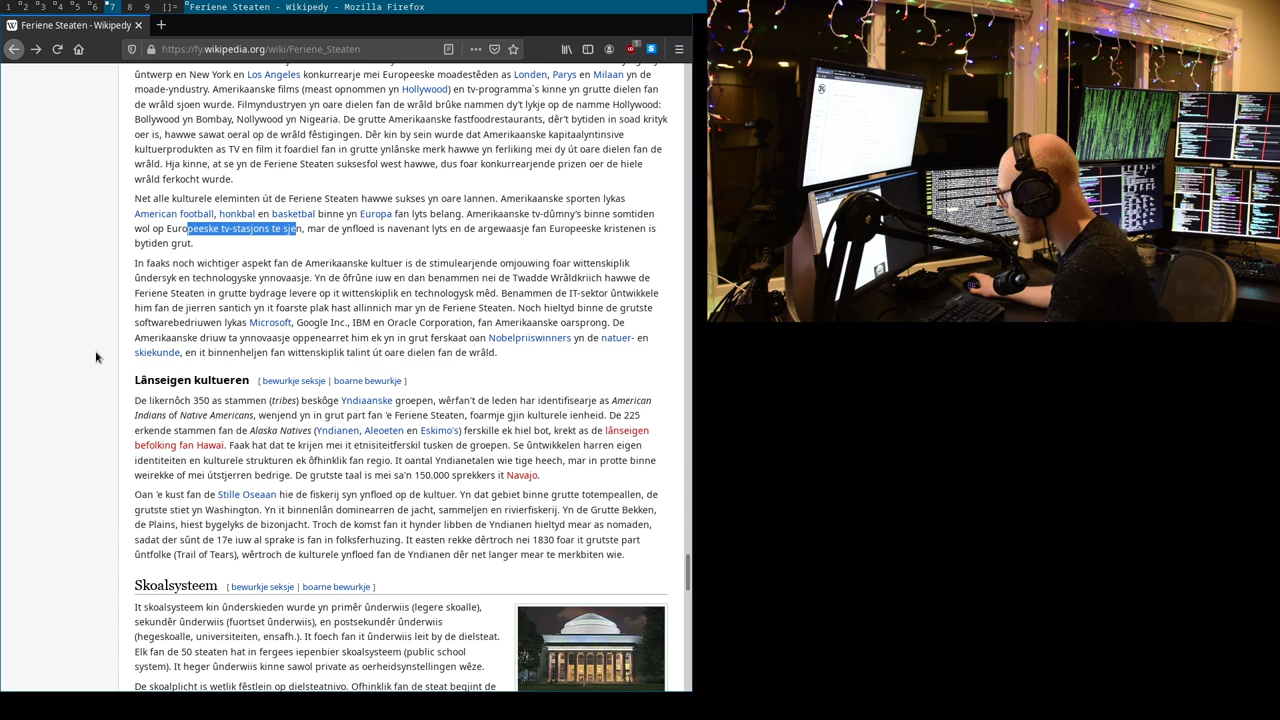 1 2 3 4 5 6 7 8 9 []= Feriene Steaten - Wikipedy - Mozilla Firefox
Feriene Steaten - Wikipedy
https://fy.wikipedia.org/wiki/Feriene_Steaten
ûntwerp en New York en Los Angeles konkurrearje mei Europeeske moadestêden as Londen, Parys en Milaan yn de
moade-yndustry. Amerikaanske films (meast opnommen yn Hollywood) en tv-programma`s kinne yn grutte dielen fan
de wrâld sjoen wurde. Filmyndustryen yn oare dielen fan de wrâld brûke nammen dy't lykje op de namme Hollywood:
Bollywood yn Bombay, Nollywood yn Nigearia. De grutte Amerikaanske fastfoodrestaurants, dêr't bytiden in soad krityk
oer is, hawwe sawat oeral op de wrâld fêstigingen. Dêr kin by sein wurde dat Amerikaanske kapitaalyntinsive
kultuerprodukten as TV en film it foardiel fan in grutte ynlânske merk hawwe yn ferliking mei dy út oare dielen fan de
wrâld. Hja kinne, at se yn de Feriene Steaten suksesfol west hawwe, dus foar konkurrearjende prizen oer de hiele
wrâld ferkocht wurde.
Net alle kulturele eleminten út de Feriene Steaten hawwe sukses yn oare lannen. Amerikaanske sporten lykas
American football, honkbal en basketbal binne yn Europa fan lyts belang. Amerikaanske tv-dûmny's binne somtiden
wol op Europeeske tv-stasjons te sjen, mar de ynfloed is navenant lyts en de argewaasje fan Europeeske kristenen is
bytiden grut.
In faaks noch wichtiger aspekt fan de Amerikaanske kultuer is de stimulearjende omjouwing foar wittenskiplik
ûndersyk en technologyske ynnovaasje. Yn de ôfrûne iuw en dan benammen nei de Twadde Wrâldkriich hawwe de
Feriene Steaten in grutte bydrage levere op it wittenskiplik en technologysk mêd. Benammen de IT-sektor ûntwikkele
him fan de jierren santich yn it foarste plak hast allinnich mar yn de Feriene Steaten. Noch hieltyd binne de grutste
softwarebedriuwen lykas Microsoft, Google Inc., IBM en Oracle Corporation, fan Amerikaanske oarsprong. De
Amerikaanske driuw ta ynnovaasje oppenearret him ek yn in grut ferskaat oan Nobelpriiswinners yn de natuer- en
skiekunde, en it binnenheljen fan wittenskiplik talint út oare dielen fan de wrâld.
Lânseigen kultueren [ bewurkje seksje | boarne bewurkje ]
De likernôch 350 as stammen (tribes) beskôge Yndiaanske groepen, wêrfan't de leden har identifisearje as American
Indians of Native Americans, wenjend yn in grut part fan 'e Feriene Steaten, foarmje gjin kulturele ienheid. De 225
erkende stammen fan de Alaska Natives (Yndianen, Aleoeten en Eskimo's) ferskille ek hiel bot, krekt as de lânseigen
befolking fan Hawaï. Faak hat dat te krijen mei it etnisiteitferskil tusken de groepen. Se ûntwikkelen harren eigen
identiteiten en kulturele strukturen ek ôfhinklik fan regio. It oantal Yndianetalen wie tige heech, mar in protte binne
weirekke of mei útstjerren bedrige. De grutste taal is mei sa'n 150.000 sprekkers it Navajo.
Oan 'e kust fan de Stille Oseaan hie de fiskerij syn ynfloed op de kultuer. Yn dat gebiet binne grutte totempeallen, de
grutste stiet yn Washington. Yn it binnenlân dominearren de jacht, sammeljen en rivierfiskerij. Yn de Grutte Bekken,
de Plains, hiest bygelyks de bizonjacht. Troch de komst fan it hynder libben de Yndianen hieltyd mear as nomaden,
sadat der sûnt de 17e iuw al sprake is fan in folksferhuzing. It easten rekke dêrtroch nei 1830 foar it grutste part
ûntfolke (Trail of Tears), wêrtroch de kulturele ynfloed fan de Yndianen dêr net langer mear te merkbiten wie.
Skoalsysteem [ bewurkje seksje | boarne bewurkje ]
It skoalsysteem kin ûnderskieden wurde yn primêr ûnderwiis (legere skoalle),
sekundêr ûnderwiis (fuortset ûnderwiis), en postsekundêr ûnderwiis
(hegeskoalle, universiteiten, ensafh.). It foech fan it ûnderwiis leit by de dielsteat.
Elk fan de 50 steaten hat in fergees iepenbier skoalsysteem (public school
system). It heger ûnderwiis kinne sawol private as oerheidsynstellingen wêze.
De skoalplicht is wetlik fêstlein op dielsteatnivo. Ofhinklik fan de steat begjint de